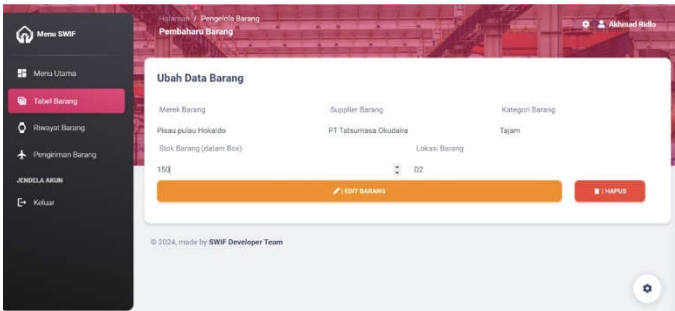 Menu SWIF
Menu Utama
Tabel Barang
Riwayat Barang
Pengiriman Barang
JENDELA AKUN
Keluar
Halaman / Pengelola Barang
Pembaharu Barang
Akhmad Ridlo
Ubah Data Barang
Merek Barang Supplier Barang Kategori Barang
Pisau pulau Hokaido PT Tatsumasa Okudaira Tajam
Stok Barang (dalam Box) Lokasi Barang
150 D2
| EDIT BARANG | HAPUS
© 2024, made by SWIF Developer Team